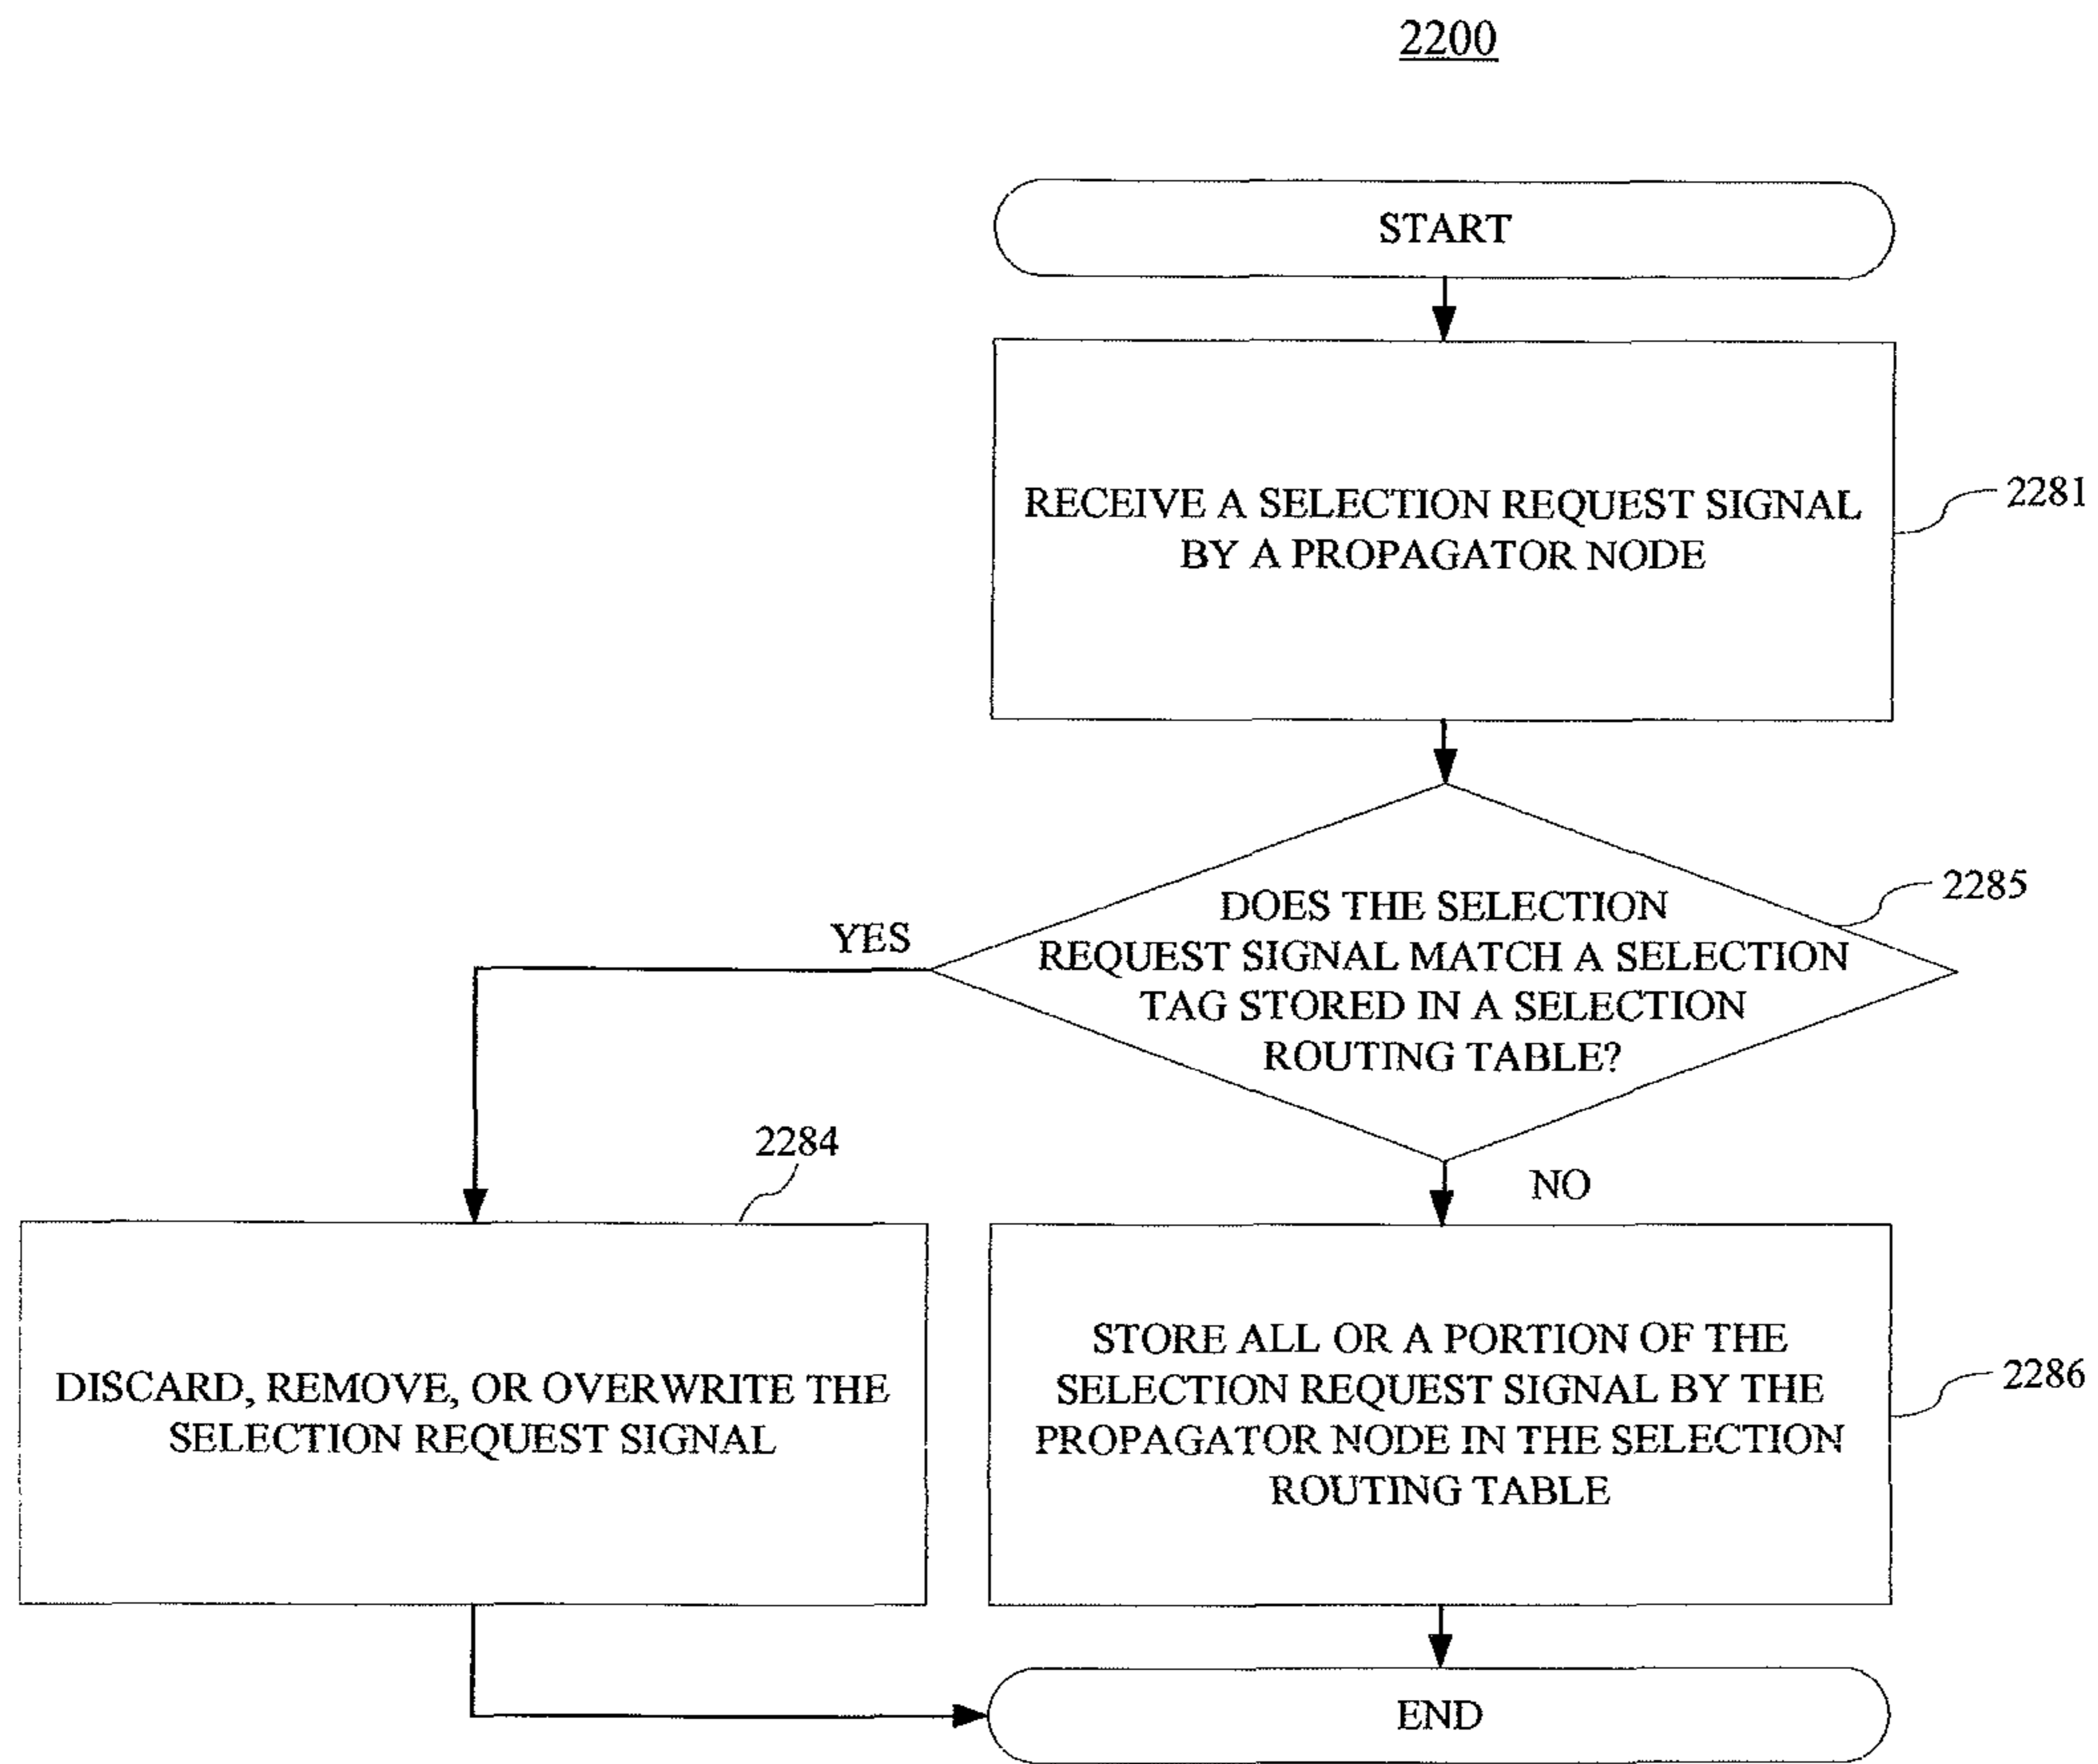 2200
START
RECEIVE A SELECTION REQUEST SIGNAL
BY A PROPAGATOR NODE
2281
DOES THE SELECTION
REQUEST SIGNAL MATCH A SELECTION
TAG STORED IN A SELECTION
ROUTING TABLE?
2285
YES
NO
2284
DISCARD, REMOVE, OR OVERWRITE THE
SELECTION REQUEST SIGNAL
STORE ALL OR A PORTION OF THE
SELECTION REQUEST SIGNAL BY THE
PROPAGATOR NODE IN THE SELECTION
ROUTING TABLE
2286
END